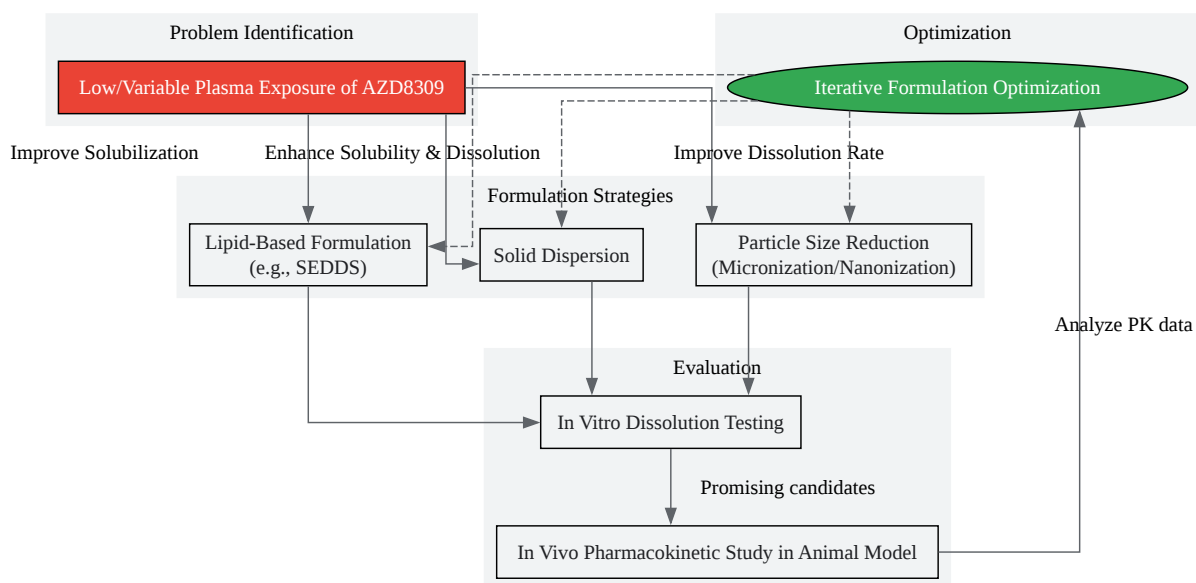 Problem Identification
Optimization
Low/Variable Plasma Exposure of AZD8309
Iterative Formulation Optimization
Improve Solubilization
Enhance Solubility & Dissolution
Improve Dissolution Rate
Formulation Strategies
Lipid-Based Formulation
(e.g., SEDDS)
Solid Dispersion
Particle Size Reduction
(Micronization/Nanonization)
Analyze PK data
Evaluation
In Vitro Dissolution Testing
Promising candidates
In Vivo Pharmacokinetic Study in Animal Model